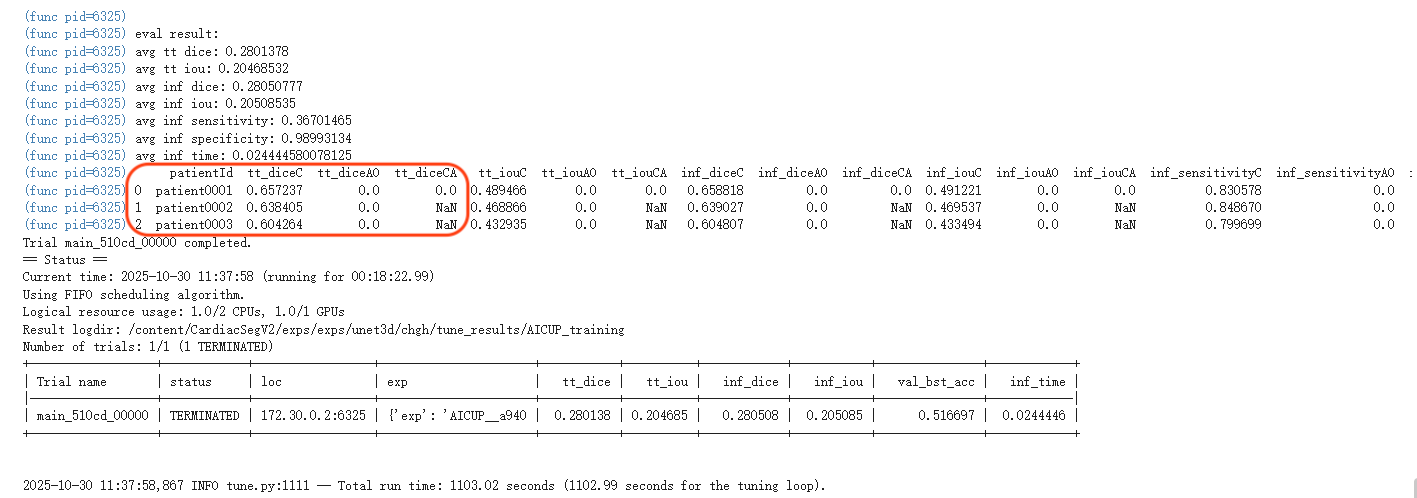 (func pid=6325)
(func pid=6325) eval result:
(func pid=6325) avg tt dice: 0.2801378
(func pid=6325) avg tt iou: 0.20468532
(func pid=6325) avg inf dice: 0.28050777
(func pid=6325) avg inf iou: 0.20508535
(func pid=6325) avg inf sensitivity: 0.36701465
(func pid=6325) avg inf specificity: 0.98993134
(func pid=6325) avg inf time: 0.024444580078125
(func pid=6325)      patientId  tt_diceC  tt_diceAO  tt_diceCA   tt_iouC  tt_iouAO  tt_iouCA  inf_diceC  inf_diceAO  inf_diceCA  inf_iouC  inf_iouAO  inf_iouCA  inf_sensitivityC  inf_sensitivityAO  :
(func pid=6325) 0  patient0001  0.657237        0.0        0.0  0.489466       0.0       0.0   0.658818         0.0         0.0  0.491221        0.0        0.0          0.830578                0.0
(func pid=6325) 1  patient0002  0.638405        0.0        NaN  0.468866       0.0       NaN   0.639027         0.0         NaN  0.469537        0.0        NaN          0.848670                0.0
(func pid=6325) 2  patient0003  0.604264        0.0        NaN  0.432935       0.0       NaN   0.604807         0.0         NaN  0.433494        0.0        NaN          0.799699                0.0
Trial main_510cd_00000 completed.
== Status ==
Current time: 2025-10-30 11:37:58 (running for 00:18:22.99)
Using FIFO scheduling algorithm.
Logical resource usage: 1.0/2 CPUs, 1.0/1 GPUs
Result logdir: /content/CardiacSegV2/exps/exps/unet3d/chgh/tune_results/AICUP_training
Number of trials: 1/1 (1 TERMINATED)
+------------------+------------+-----------------+----------------------+-----------+----------+------------+-----------+---------------+------------+
| Trial name       | status     | loc             | exp                  |   tt_dice |   tt_iou |   inf_dice |   inf_iou |   val_bst_acc |   inf_time |
|------------------+------------+-----------------+----------------------+-----------+----------+------------+-----------+---------------+------------|
| main_510cd_00000 | TERMINATED | 172.30.0.2:6325 | {'exp': 'AICUP__a940 |  0.280138 | 0.204685 |   0.280508 |  0.205085 |      0.516697 |  0.0244446 |
+------------------+------------+-----------------+----------------------+-----------+----------+------------+-----------+---------------+------------+
2025-10-30 11:37:58,867 INFO tune.py:1111 -- Total run time: 1103.02 seconds (1102.99 seconds for the tuning loop).